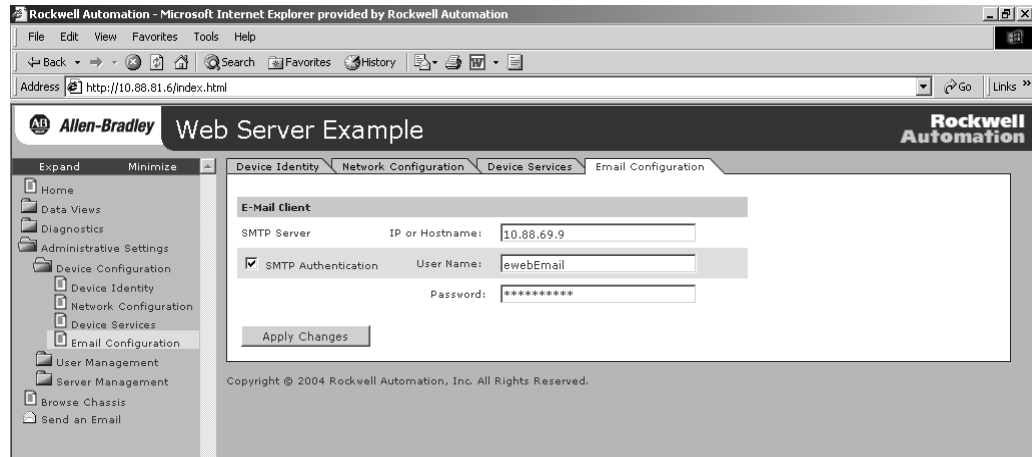 Rockwell Automation - Microsoft Internet Explorer provided by Rockwell Automation
File Edit View Favorites Tools Help
Back Search Favorites History
Address http://10.88.81.6/index.html Go Links »
AB Allen-Bradley Web Server Example Rockwell Automation
Expand Minimize
Device Identity Network Configuration Device Services Email Configuration
Home
Data Views
Diagnostics
Administrative Settings
Device Configuration
Device Identity
Network Configuration
Device Services
Email Configuration
User Management
Server Management
Browse Chassis
Send an Email
E-Mail Client
SMTP Server IP or Hostname: 10.88.69.9
SMTP Authentication User Name: ewebEmail
Password: **********
Apply Changes
Copyright © 2004 Rockwell Automation, Inc. All Rights Reserved.